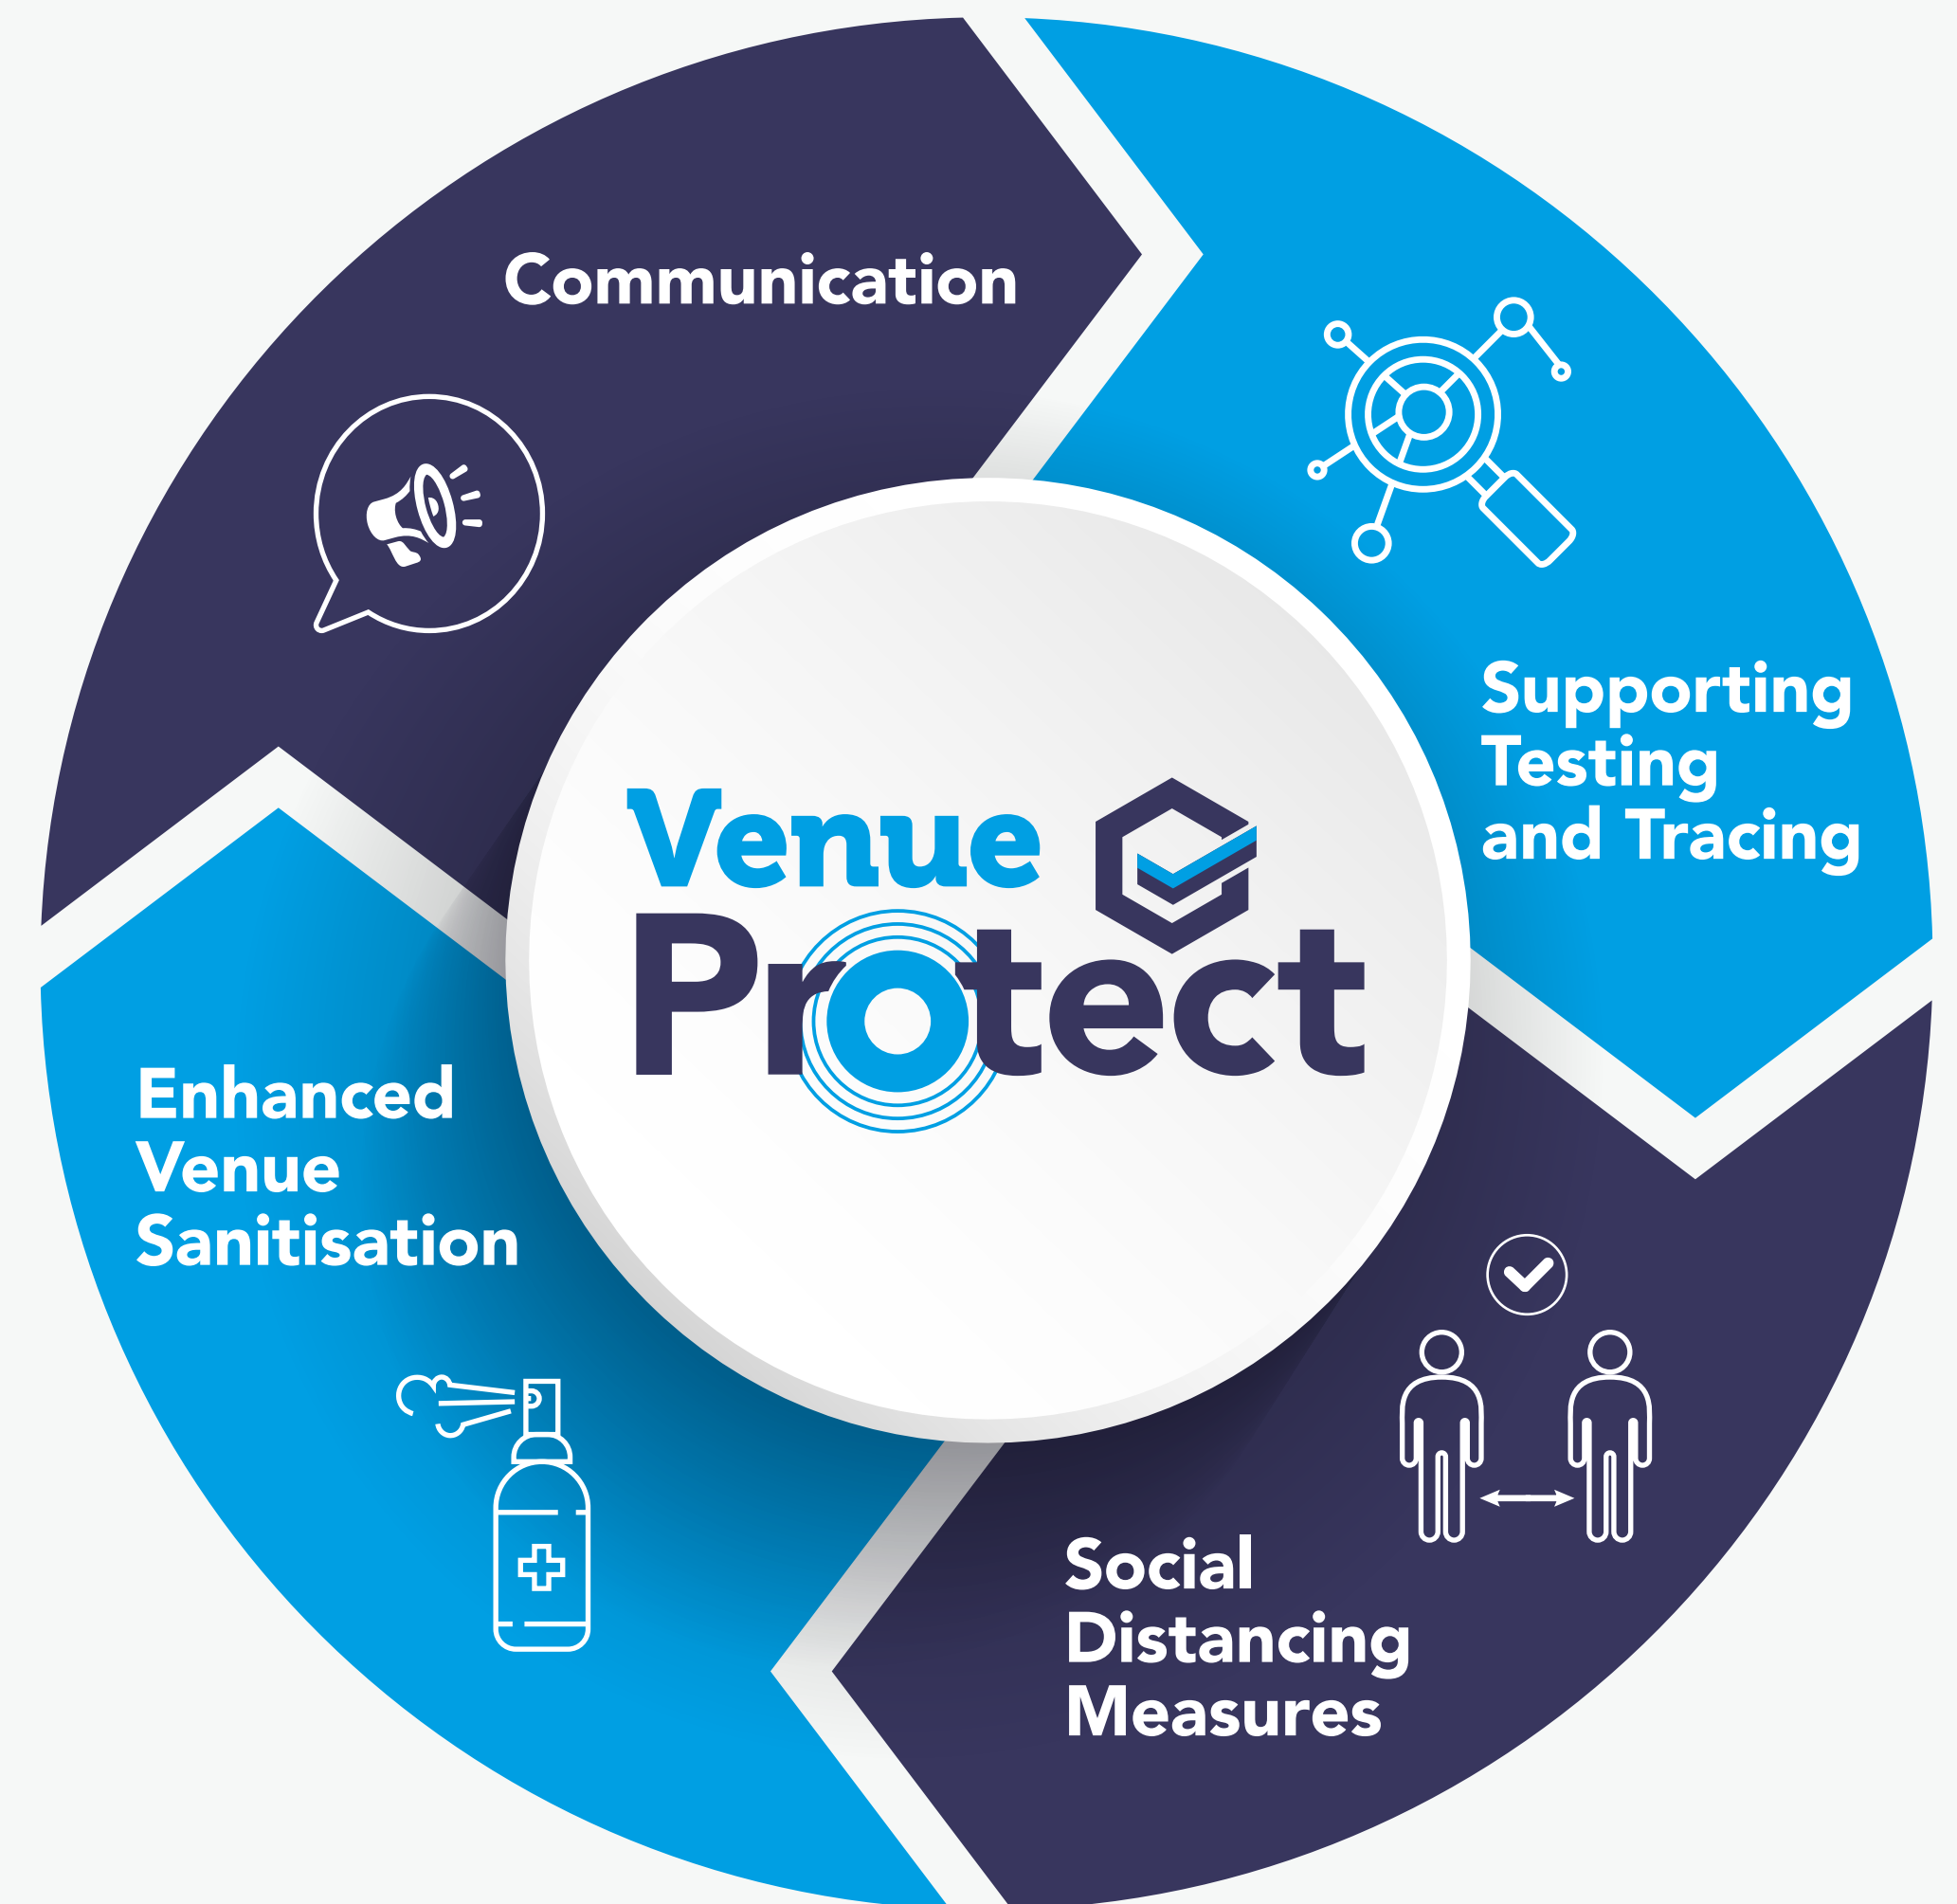 Communication
Supporting
Testing
and Tracing
Venue
Protect
Enhanced
Venue
Sanitisation
Social
Distancing
Measures